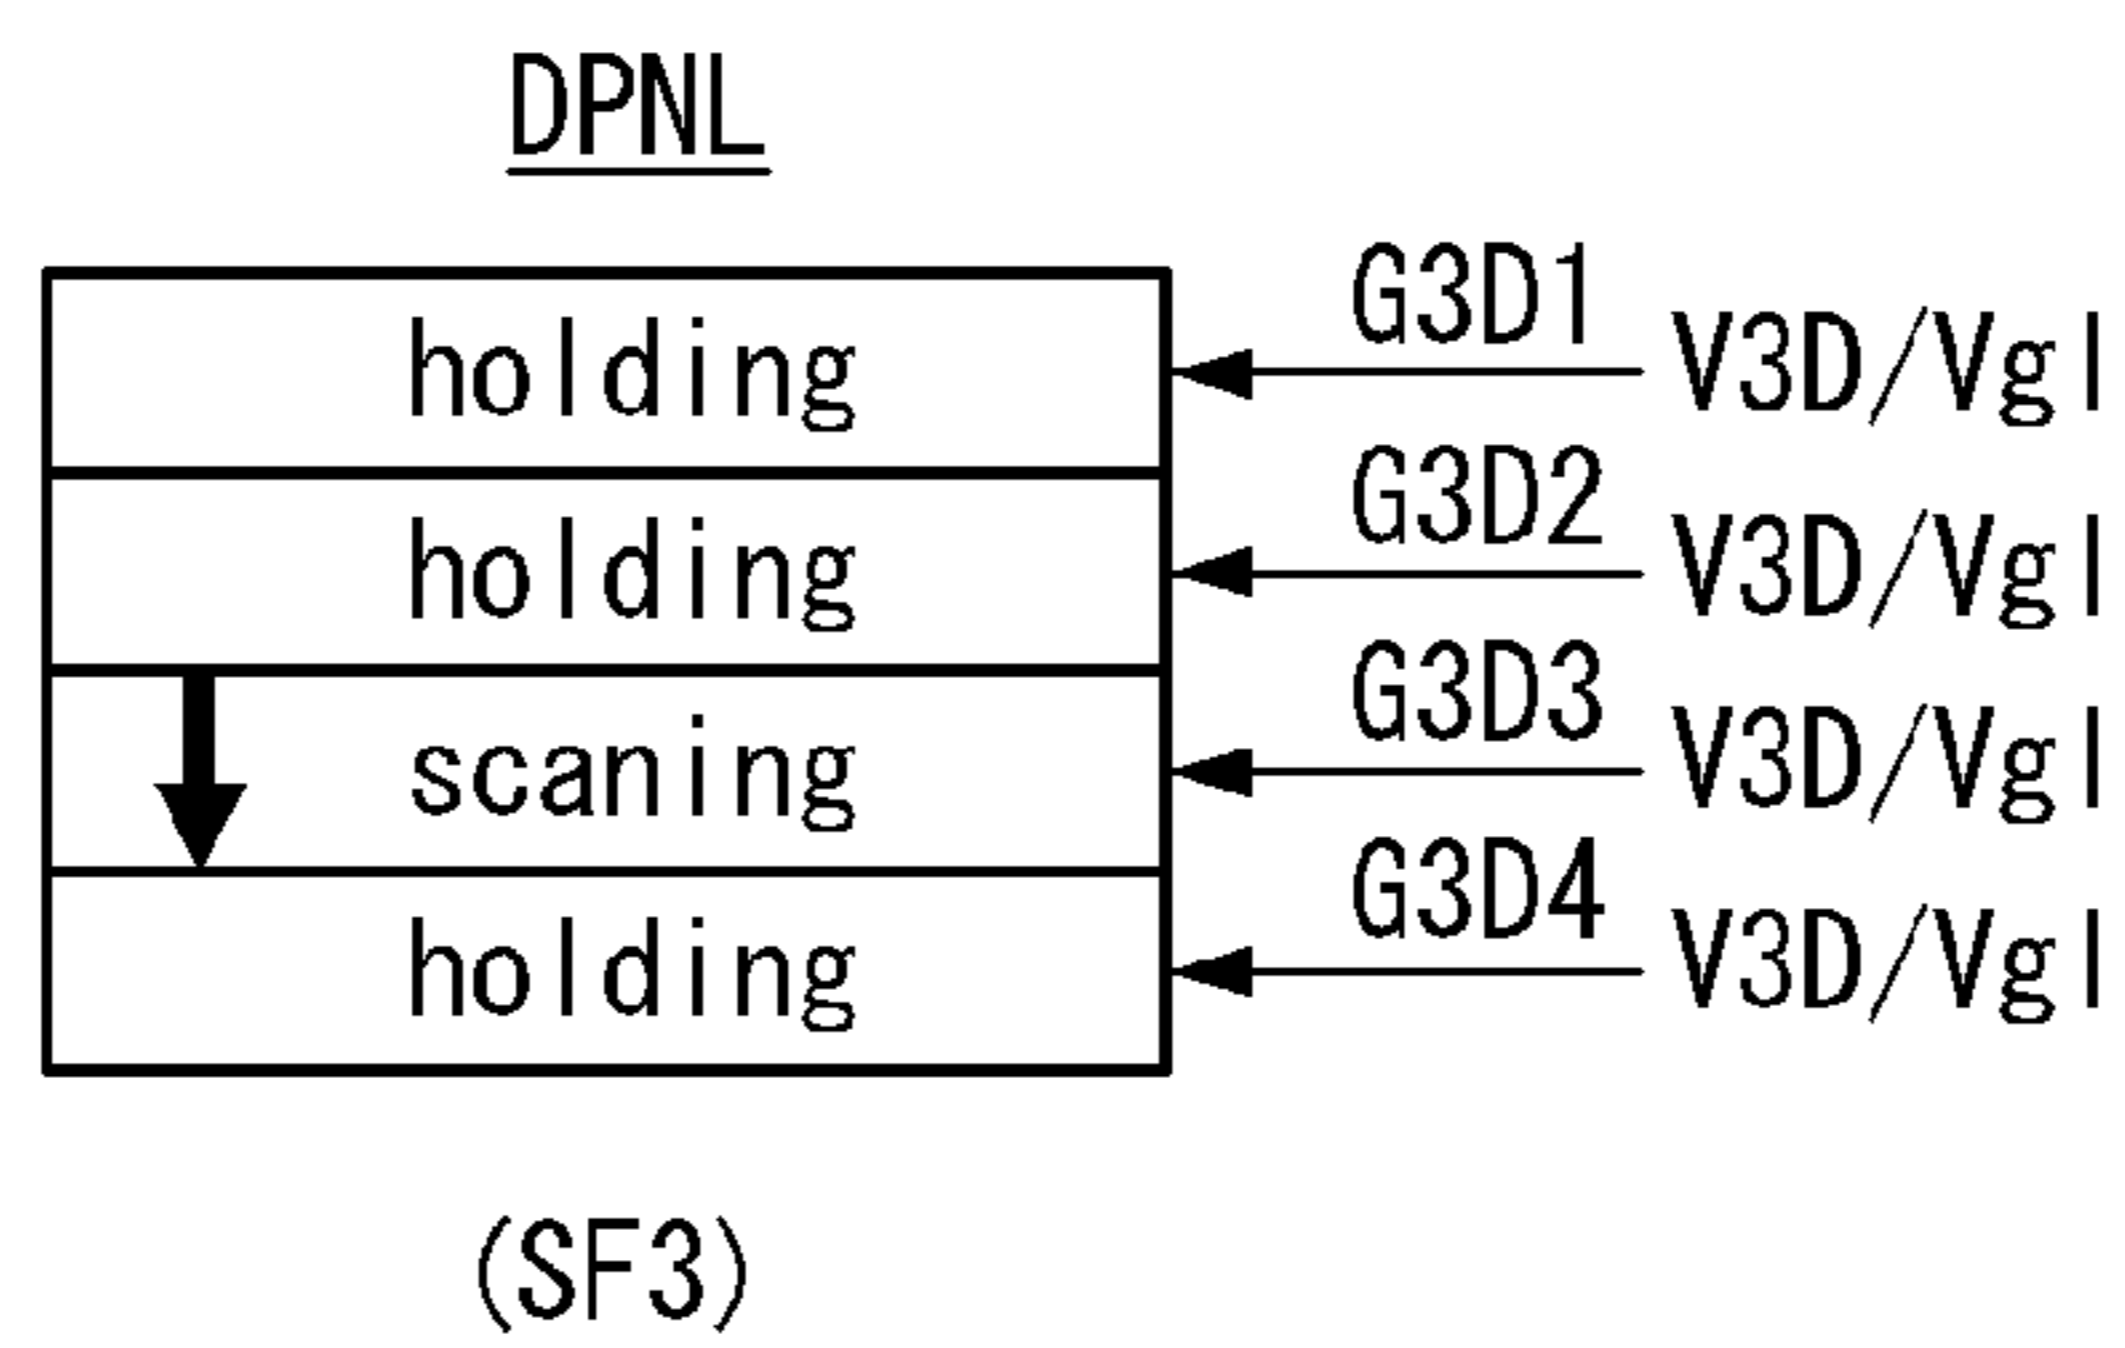 DPNL
holding
G3D1
V3D/Vgl
holding
G3D2
V3D/Vgl
scaning
G3D3
V3D/Vgl
holding
G3D4
V3D/Vgl
(SF3)